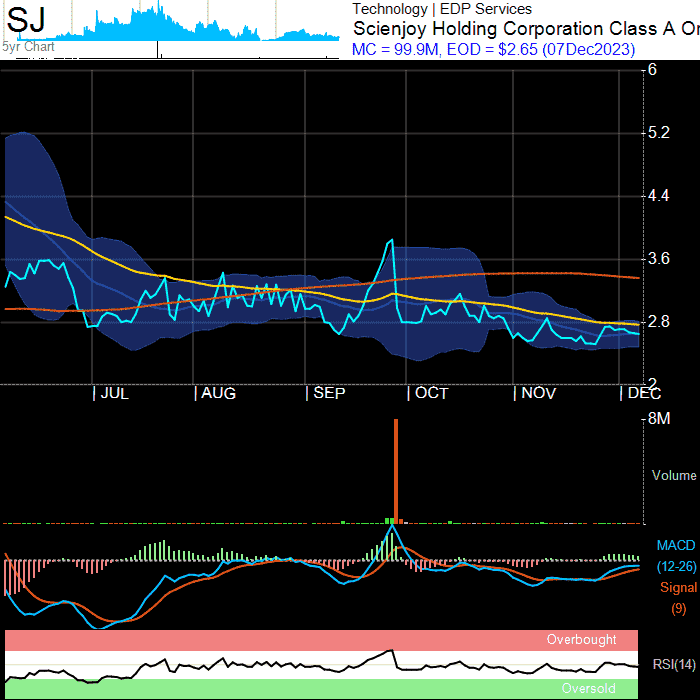 SJ
5yr Chart
Technology | EDP Services
Scienjoy Holding Corporation Class A Or
MC = 99.9M, EOD = $2.65 (07Dec2023)
6
5.2
4.4
3.6
2.8
2
JUL
AUG
SEP
OCT
NOV
DEC
8M
Volume
MACD
(12-26)
Signal
(9)
Overbought
RSI(14)
Oversold